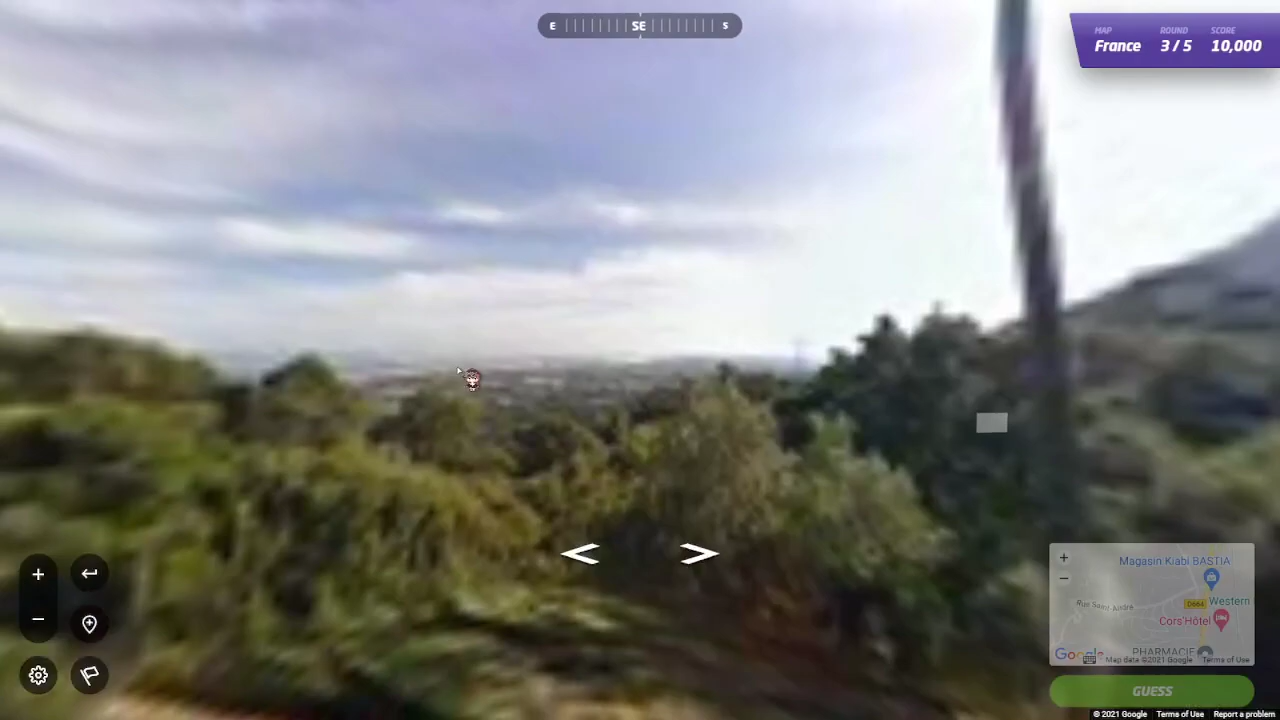 E SE S
MAP ROUND SCORE
France 3 / 5 10,000
Magasin Kiabi BASTIA
Rue Saint-André
D664
Western
Cors'Hôtel
PHARMACIE
Google
Map data ©2021 Google Terms of Use
GUESS
© 2021 Google Terms of Use Report a problem